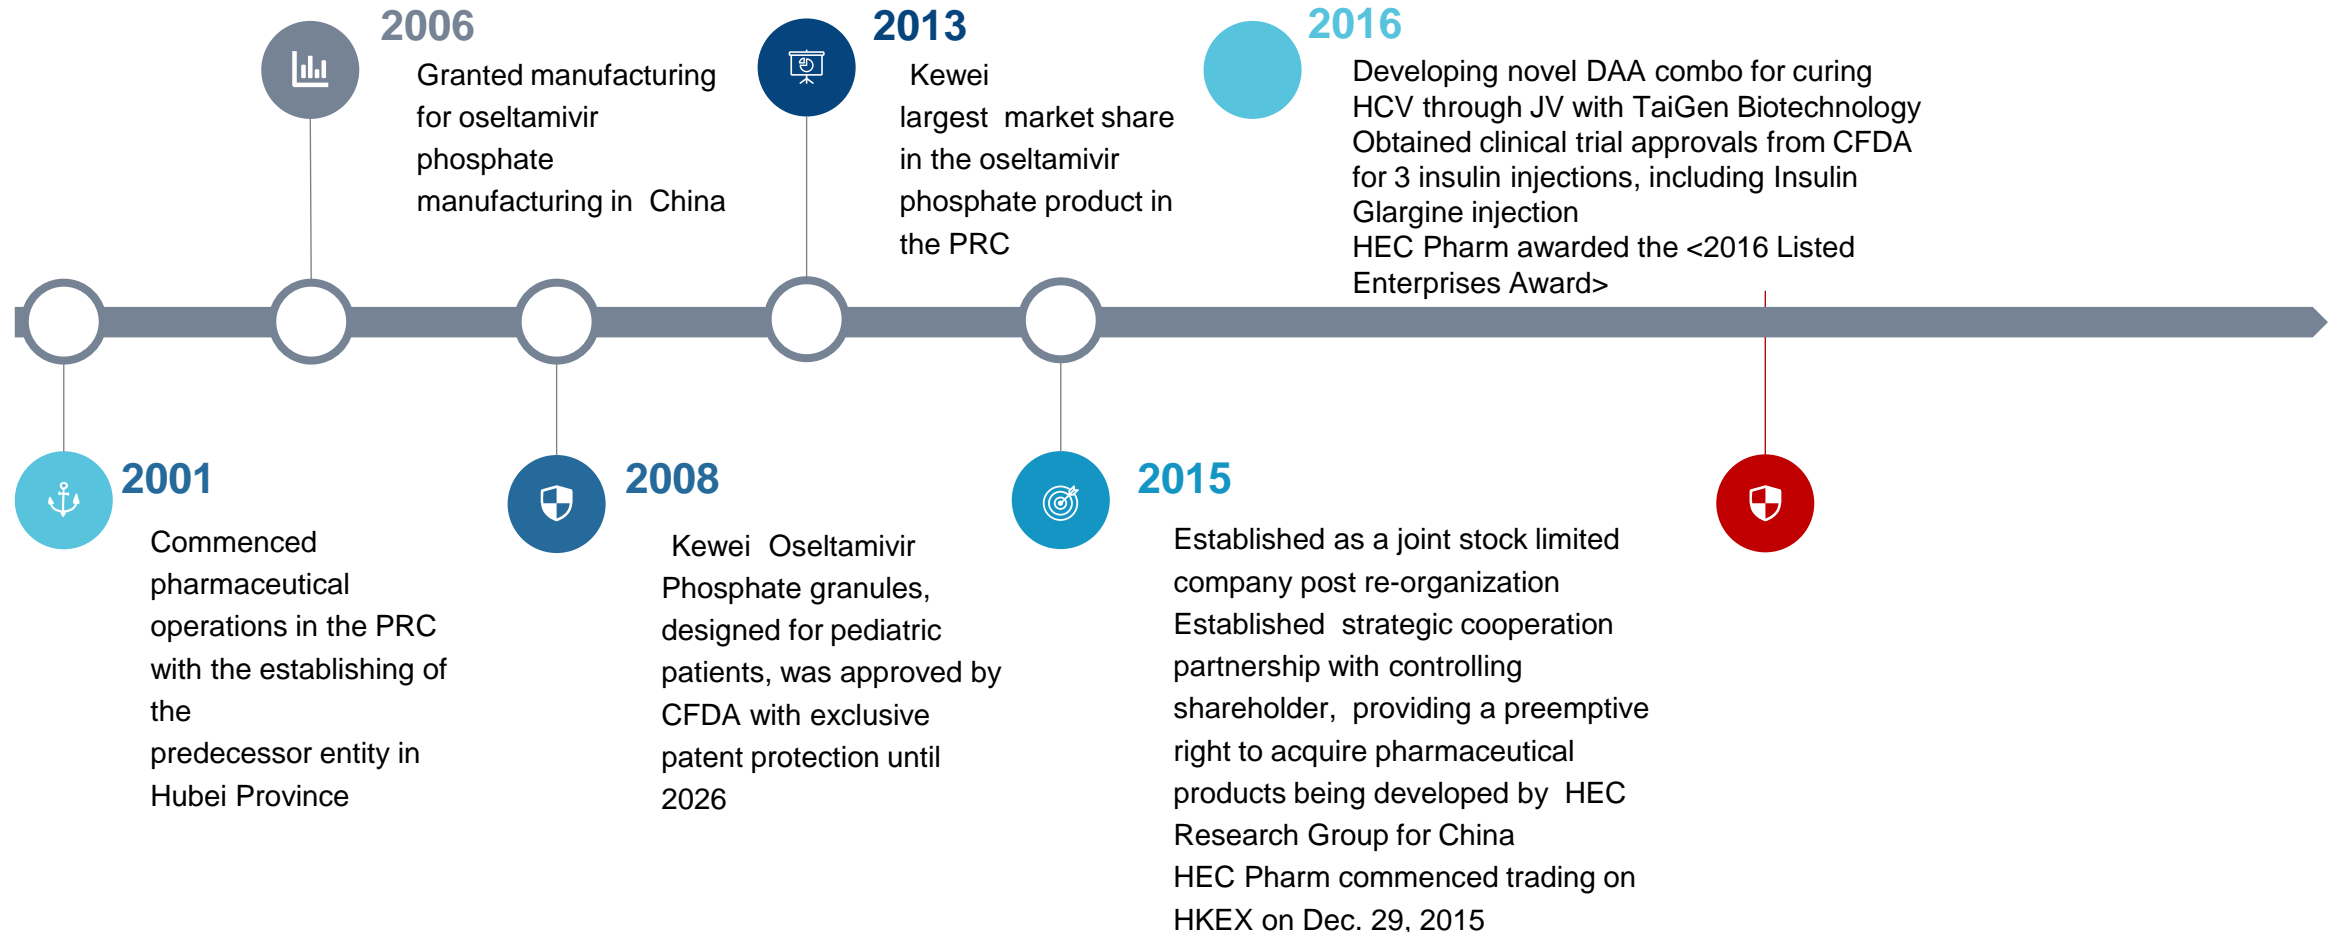 2006
Granted manufacturing
for oseltamivir
phosphate
manufacturing in China
2013
Kewei
largest market share
in the oseltamivir
phosphate product in
the PRC
2016
Developing novel DAA combo for curing
HCV through JV with TaiGen Biotechnology
Obtained clinical trial approvals from CFDA
for 3 insulin injections, including Insulin
Glargine injection
HEC Pharm awarded the <2016 Listed
Enterprises Award>
2001
Commenced
pharmaceutical
operations in the PRC
with the establishing of
the
predecessor entity in
Hubei Province
2008
Kewei Oseltamivir
Phosphate granules,
designed for pediatric
patients, was approved by
CFDA with exclusive
patent protection until
2026
2015
Established as a joint stock limited
company post re-organization
Established strategic cooperation
partnership with controlling
shareholder, providing a preemptive
right to acquire pharmaceutical
products being developed by HEC
Research Group for China
HEC Pharm commenced trading on
HKEX on Dec. 29, 2015